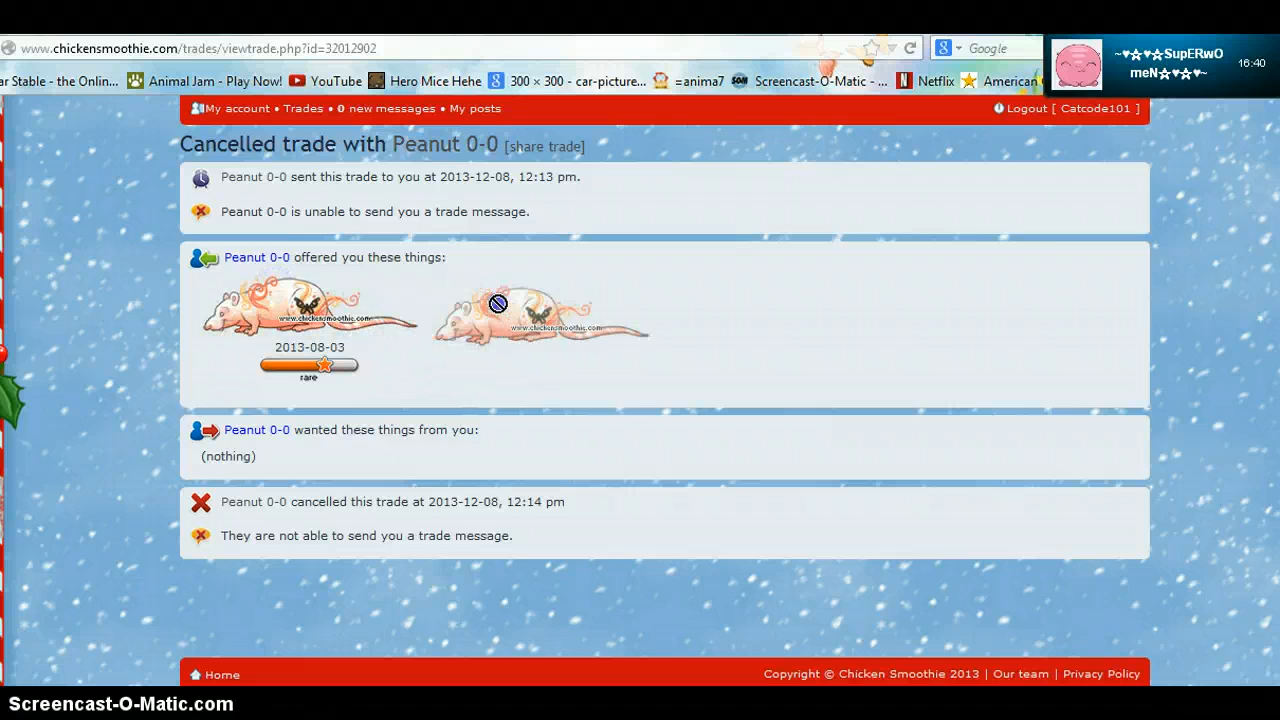 www.chickensmoothie.com/trades/viewtrade.php?id=32012902
Google
~♥☆♥☆SupERwO
meN☆♥☆♥~
16:40
ar Stable - the Onlin...
Animal Jam - Play Now!
YouTube
Hero Mice Hehe
300 × 300 - car-picture...
=anima7
SOM
Screencast-O-Matic - ...
Netflix
American
My account • Trades • 0 new messages • My posts
Logout [ Catcode101 ]
Cancelled trade with Peanut 0-0 [share trade]
Peanut 0-0 sent this trade to you at 2013-12-08, 12:13 pm.
Peanut 0-0 is unable to send you a trade message.
Peanut 0-0 offered you these things:
www.chickensmoothie.com
www.chickensmoothie.com
2013-08-03
rare
Peanut 0-0 wanted these things from you:
(nothing)
Peanut 0-0 cancelled this trade at 2013-12-08, 12:14 pm
They are not able to send you a trade message.
Home
Copyright © Chicken Smoothie 2013 | Our team | Privacy Policy
Screencast-O-Matic.com